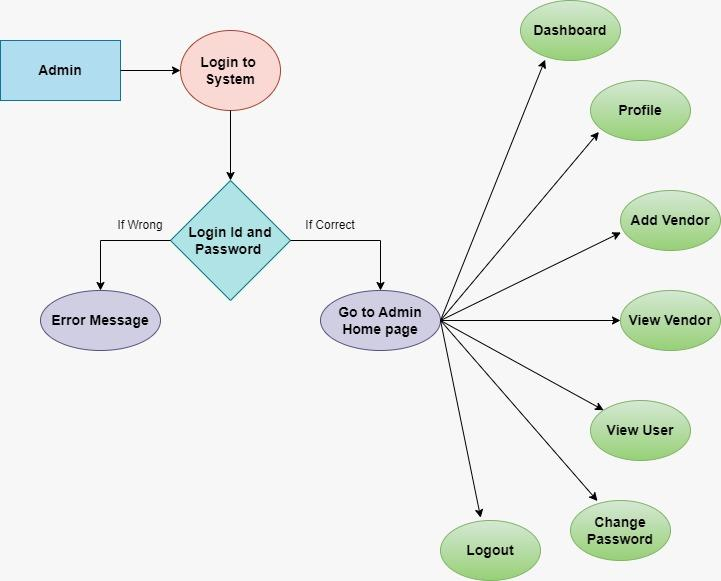 Dashboard
Admin
Login to
System
Profile
If Wrong
Login Id and
Password
If Correct
Add Vendor
Error Message
Go to Admin
Home page
View Vendor
View User
Change
Password
Logout